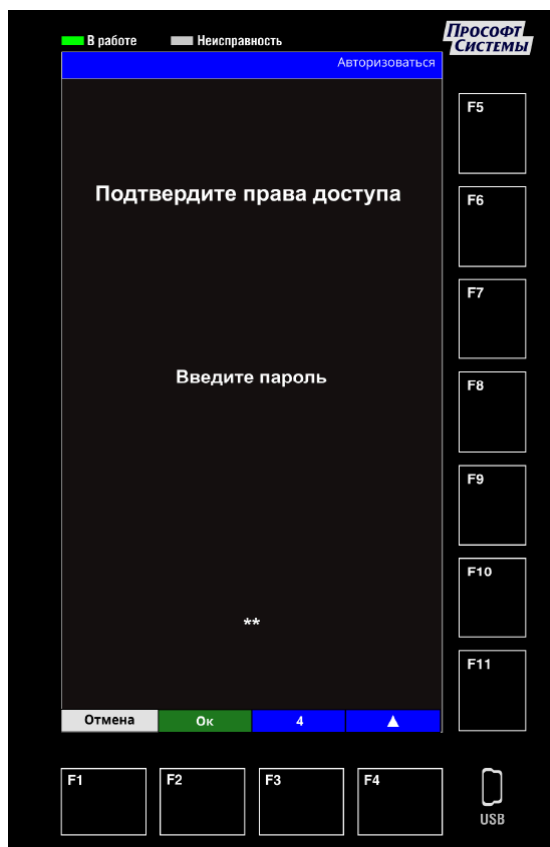 В работе
Неисправность
Прософт
Системы
Авторизоваться
F5
Подтвердите права доступа
F6
F7
Введите пароль
F8
F9
F10
**
F11
Отмена
Ок
4
▲
F1
F2
F3
F4
USB